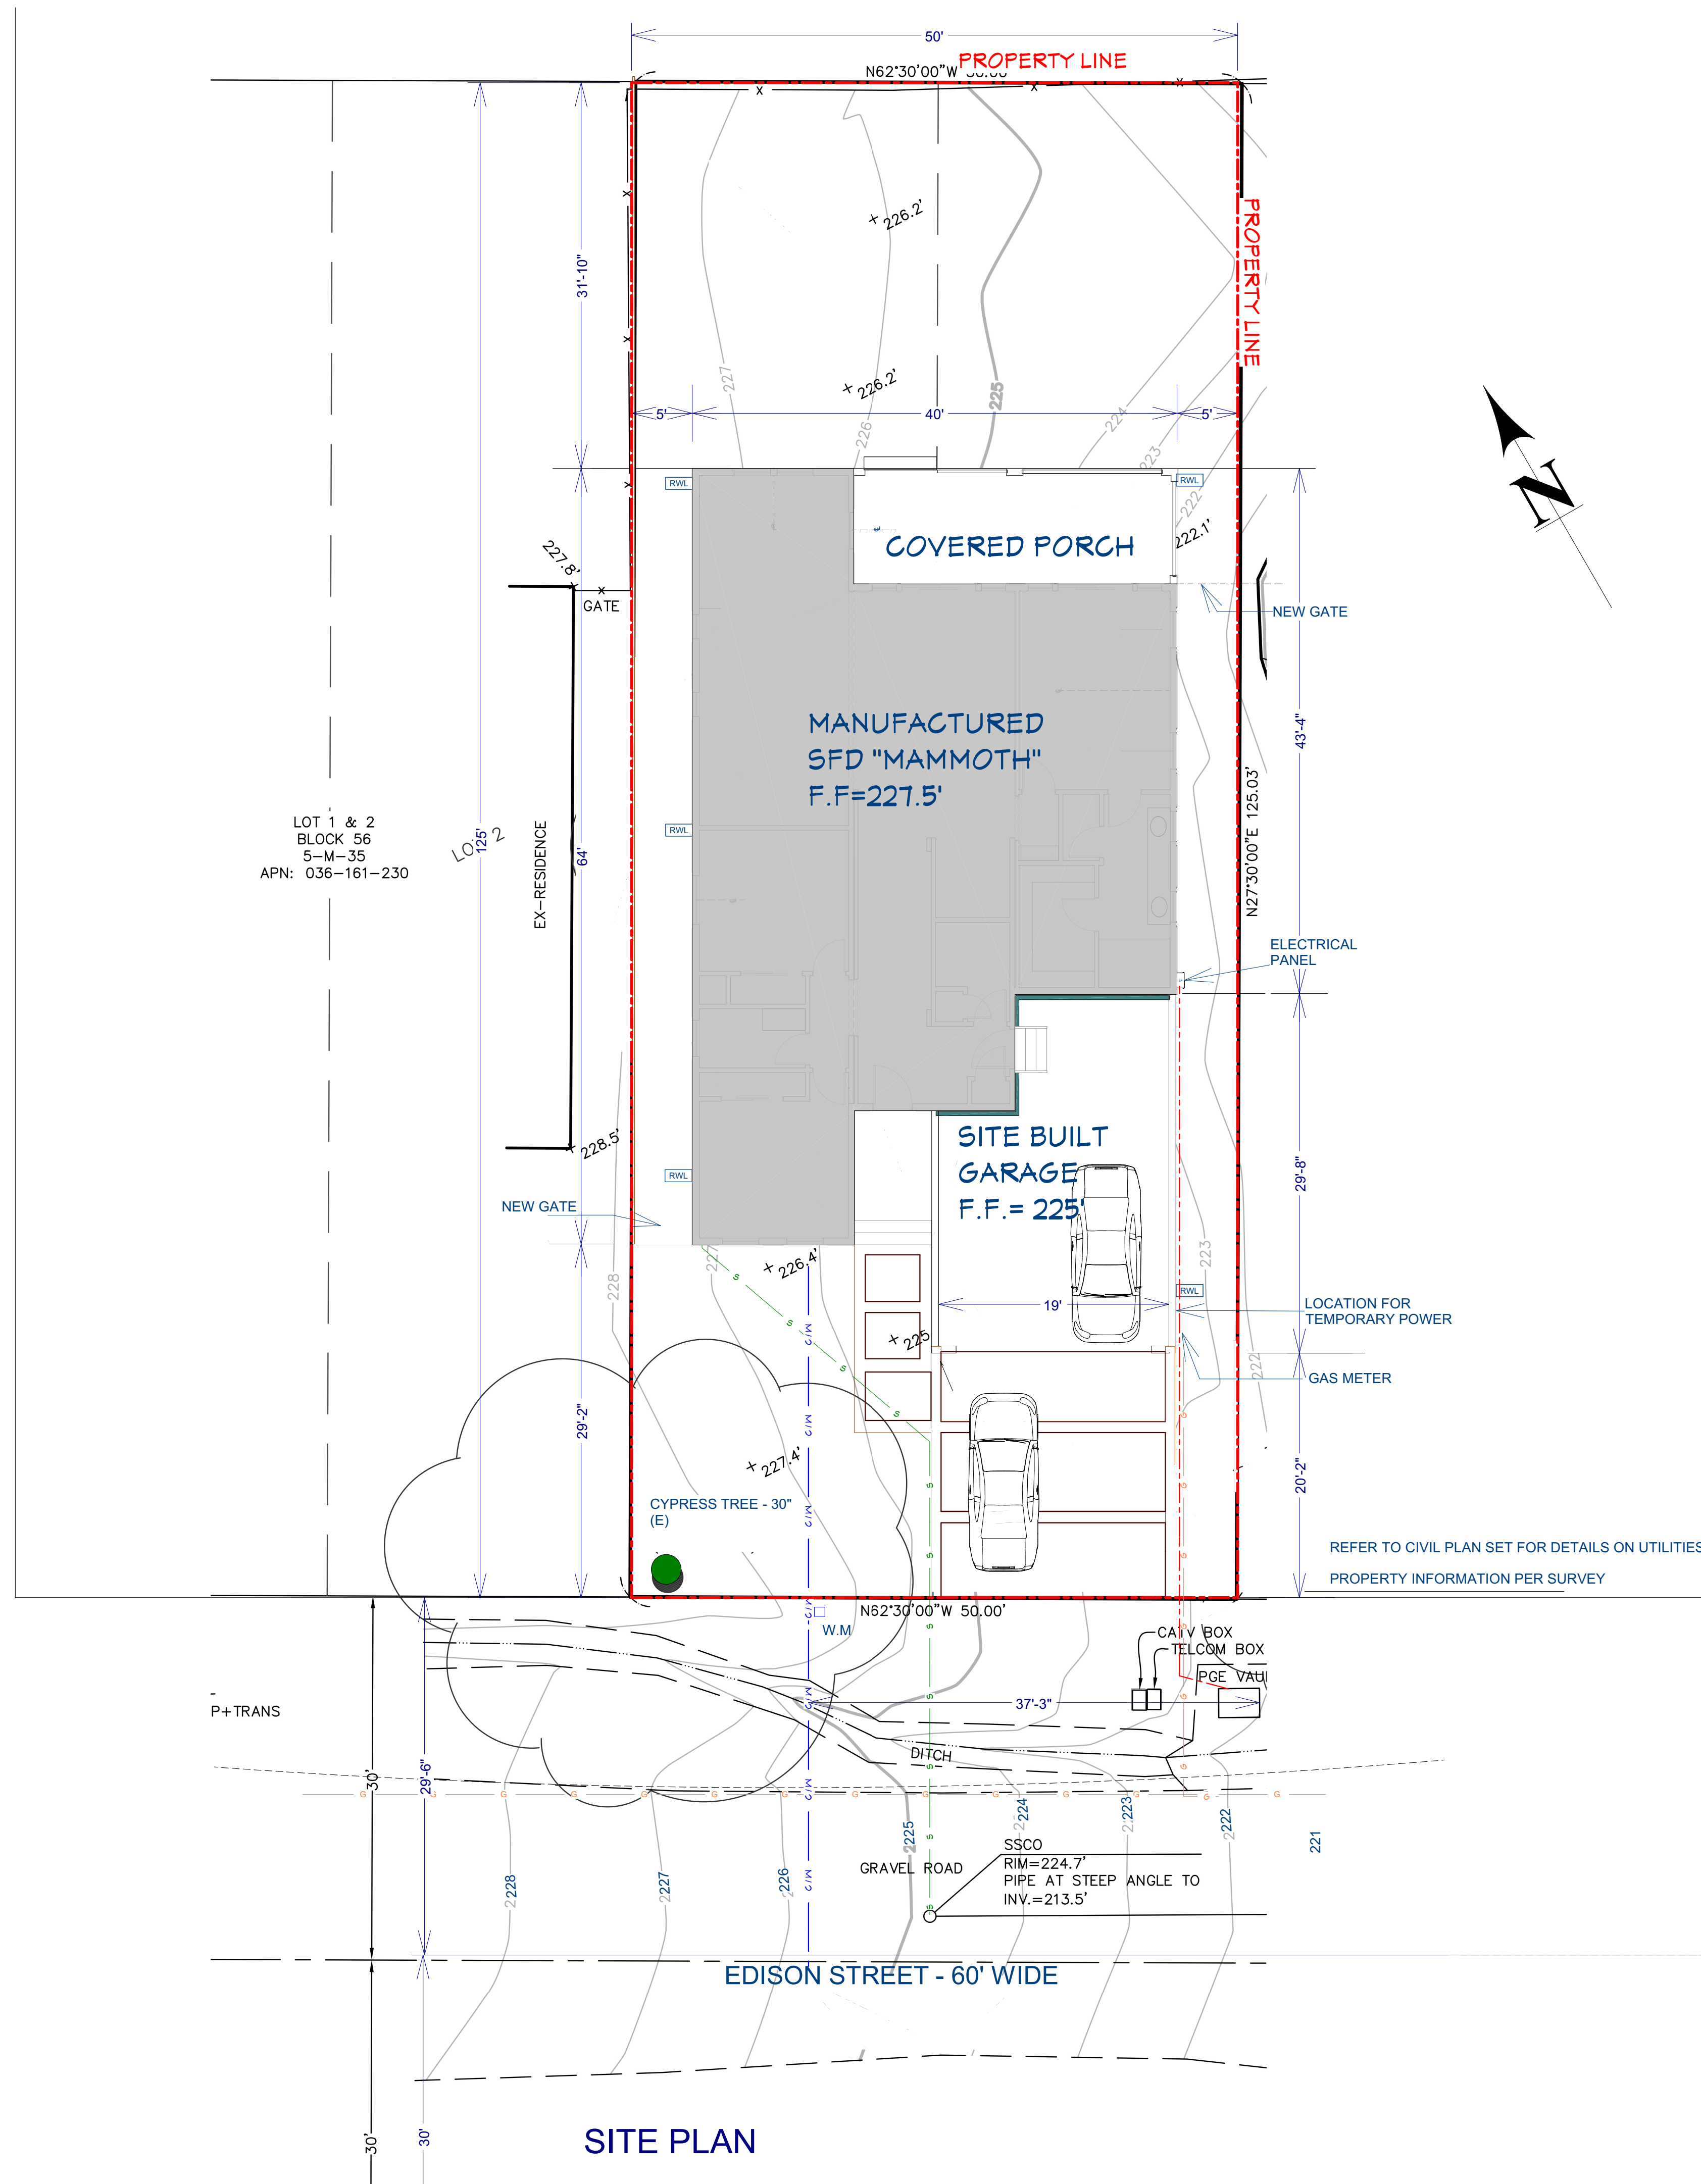 50'
PROPERTY LINE
N62°30'00"W
x
x
x
x
226.2'
31'-10"
PROPERTY LINE
x
227
226.2'
225
224
226
223
5'
40'
5'
x
RWL
RWL
222
222.1'
COVERED PORCH
227.8'
x
GATE
NEW GATE
MANUFACTURED
SFD "MAMMOTH"
F.F=227.5'
43'-4"
N27°30'00"E 125.03'
LOT 1 & 2
BLOCK 56
5-M-35
APN: 036-161-230
2
125'
EX-RESIDENCE
64'
RWL
ELECTRICAL
PANEL
228.5'
SITE BUILT
GARAGE
F.F.= 225'
29'-8"
RWL
NEW GATE
227
226.4'
228
223
RWL
19'
LOCATION FOR
TEMPORARY POWER
225
222
GAS METER
29'-2"
227.4'
20'-2"
CYPRESS TREE - 30"
(E)
REFER TO CIVIL PLAN SET FOR DETAILS ON UTILITIES
PROPERTY INFORMATION PER SURVEY
N62°30'00"W 50.00'
W.M
CATV BOX
TELCOM BOX
PGE
P+TRANS
37'-3"
DITCH
30'
29'-6"
G G G G G G G G G G G G G
228
227
226
225
224
223
222
221
GRAVEL ROAD
SSCO
RIM=224.7'
PIPE AT STEEP ANGLE TO
INV.=213.5'
EDISON STREET - 60' WIDE
30'
30'
SITE PLAN
N